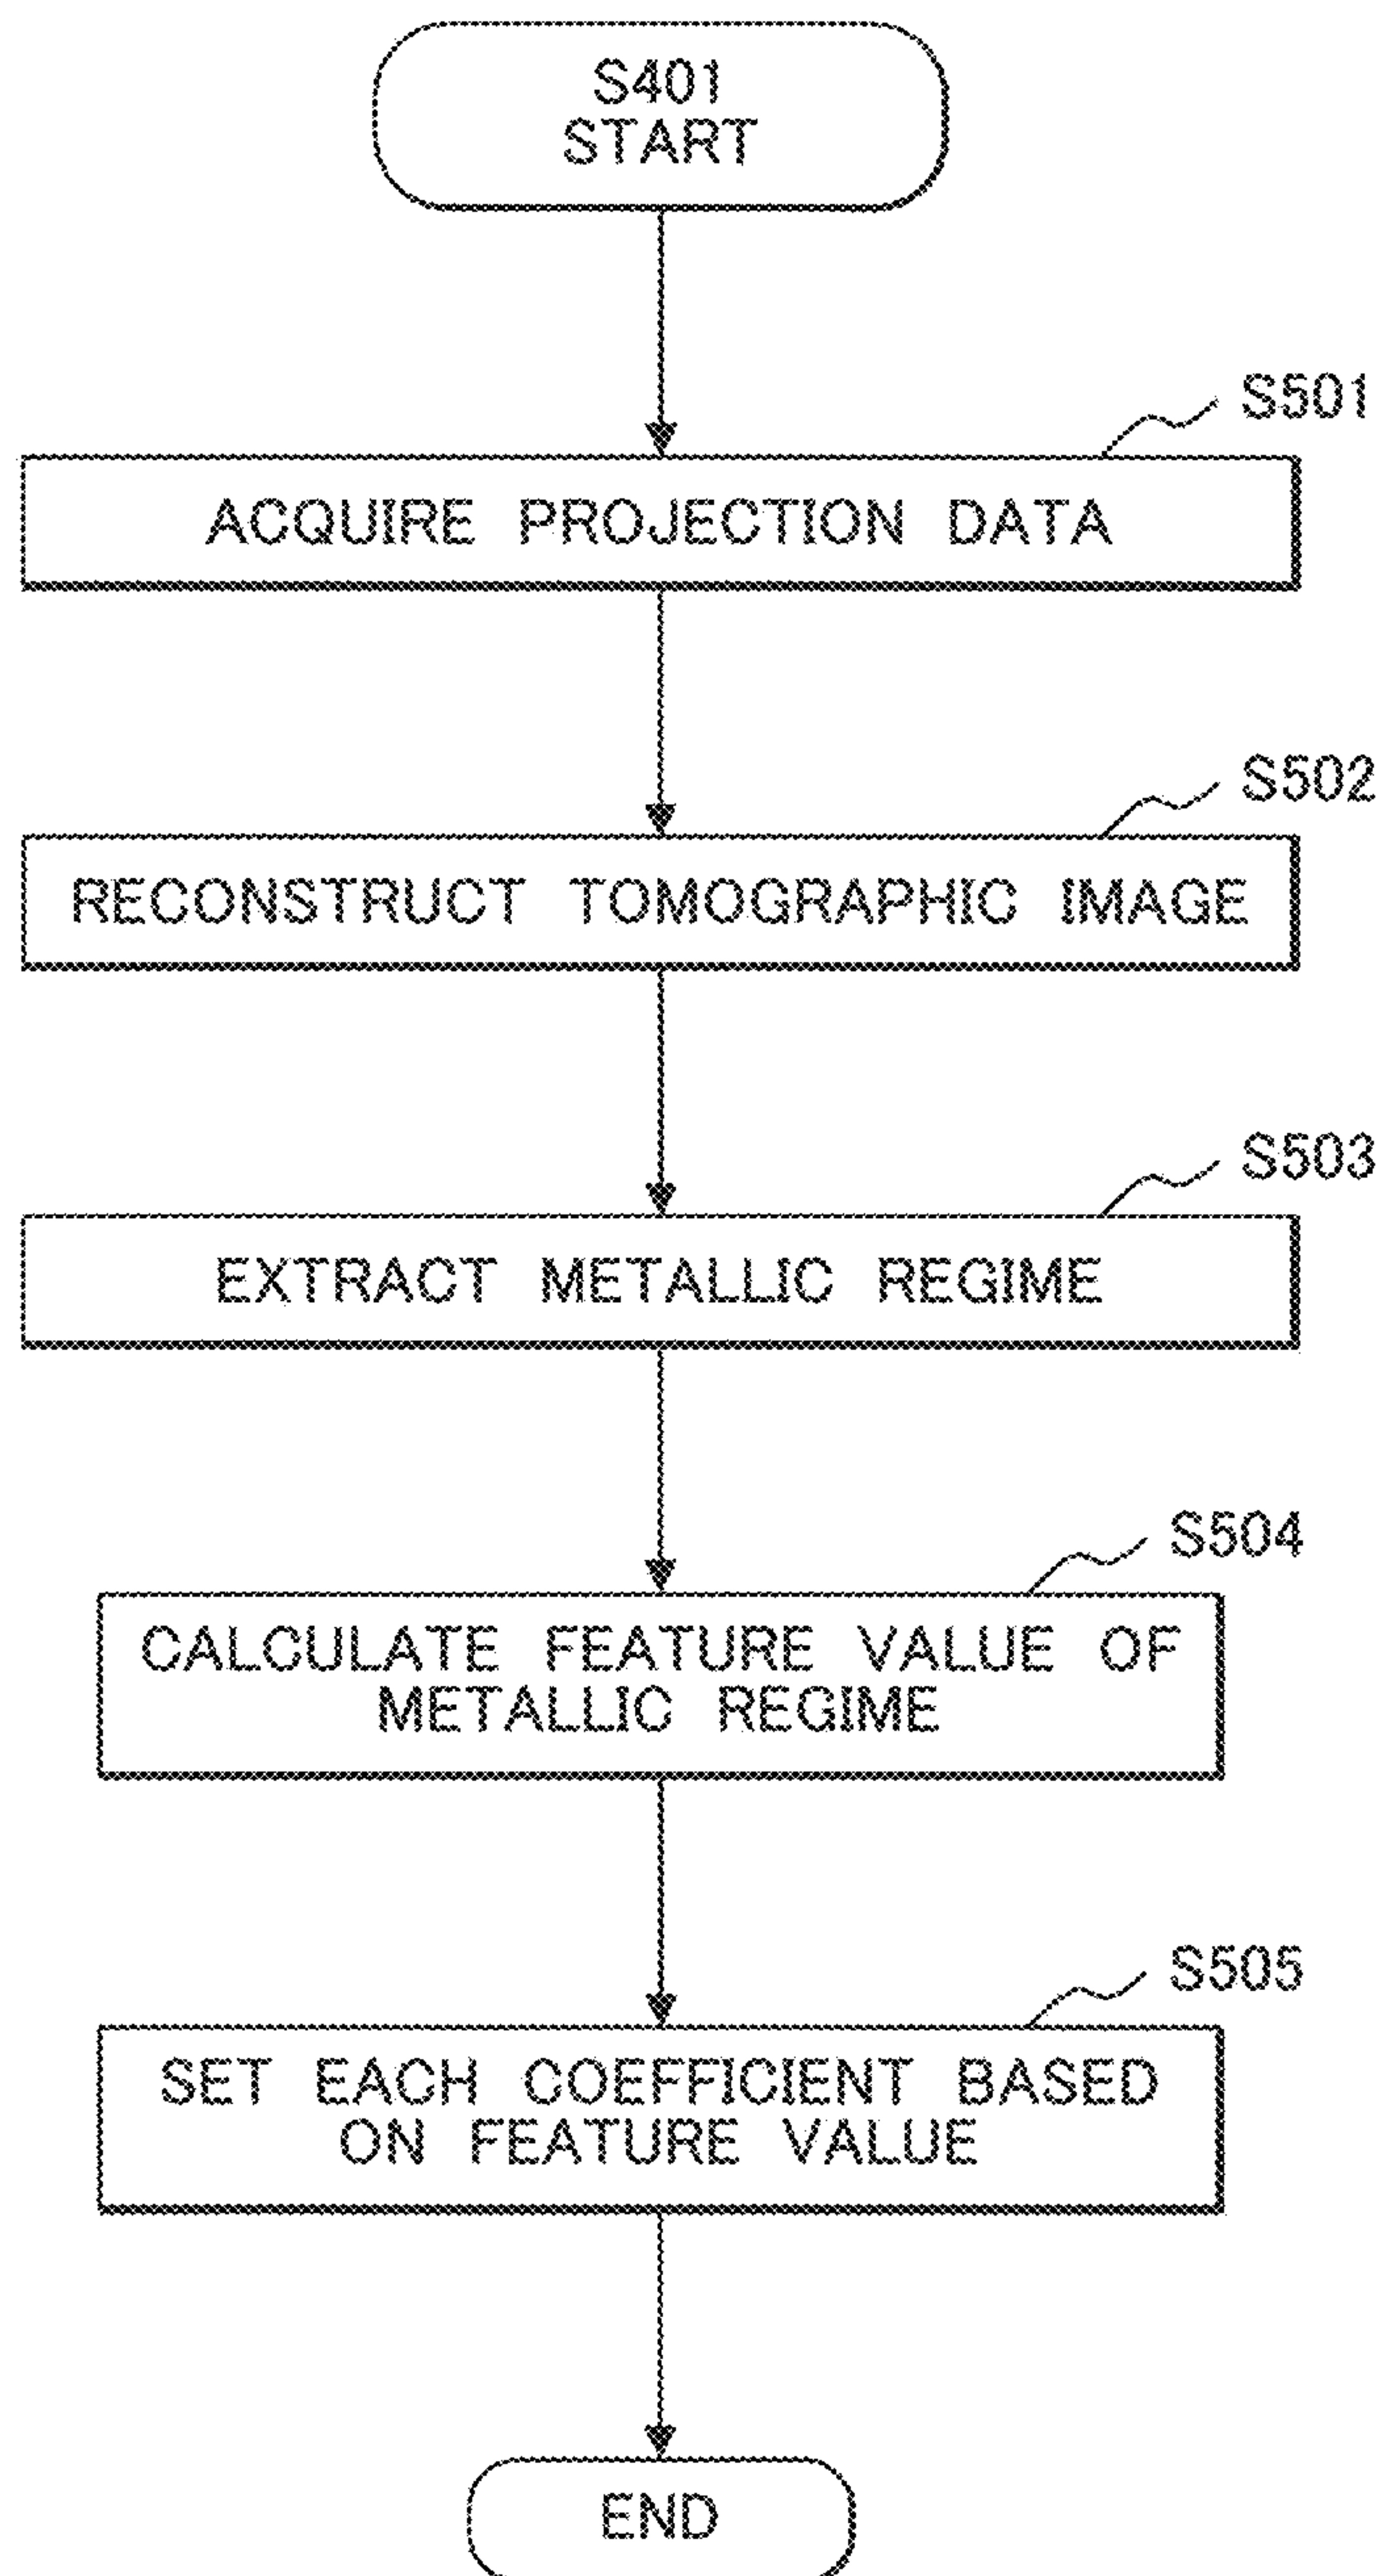 S401
START
S501
ACQUIRE PROJECTION DATA
S502
RECONSTRUCT TOMOGRAPHIC IMAGE
S503
EXTRACT METALLIC REGIME
S504
CALCULATE FEATURE VALUE OF
METALLIC REGIME
S505
SET EACH COEFFICIENT BASED
ON FEATURE VALUE
END